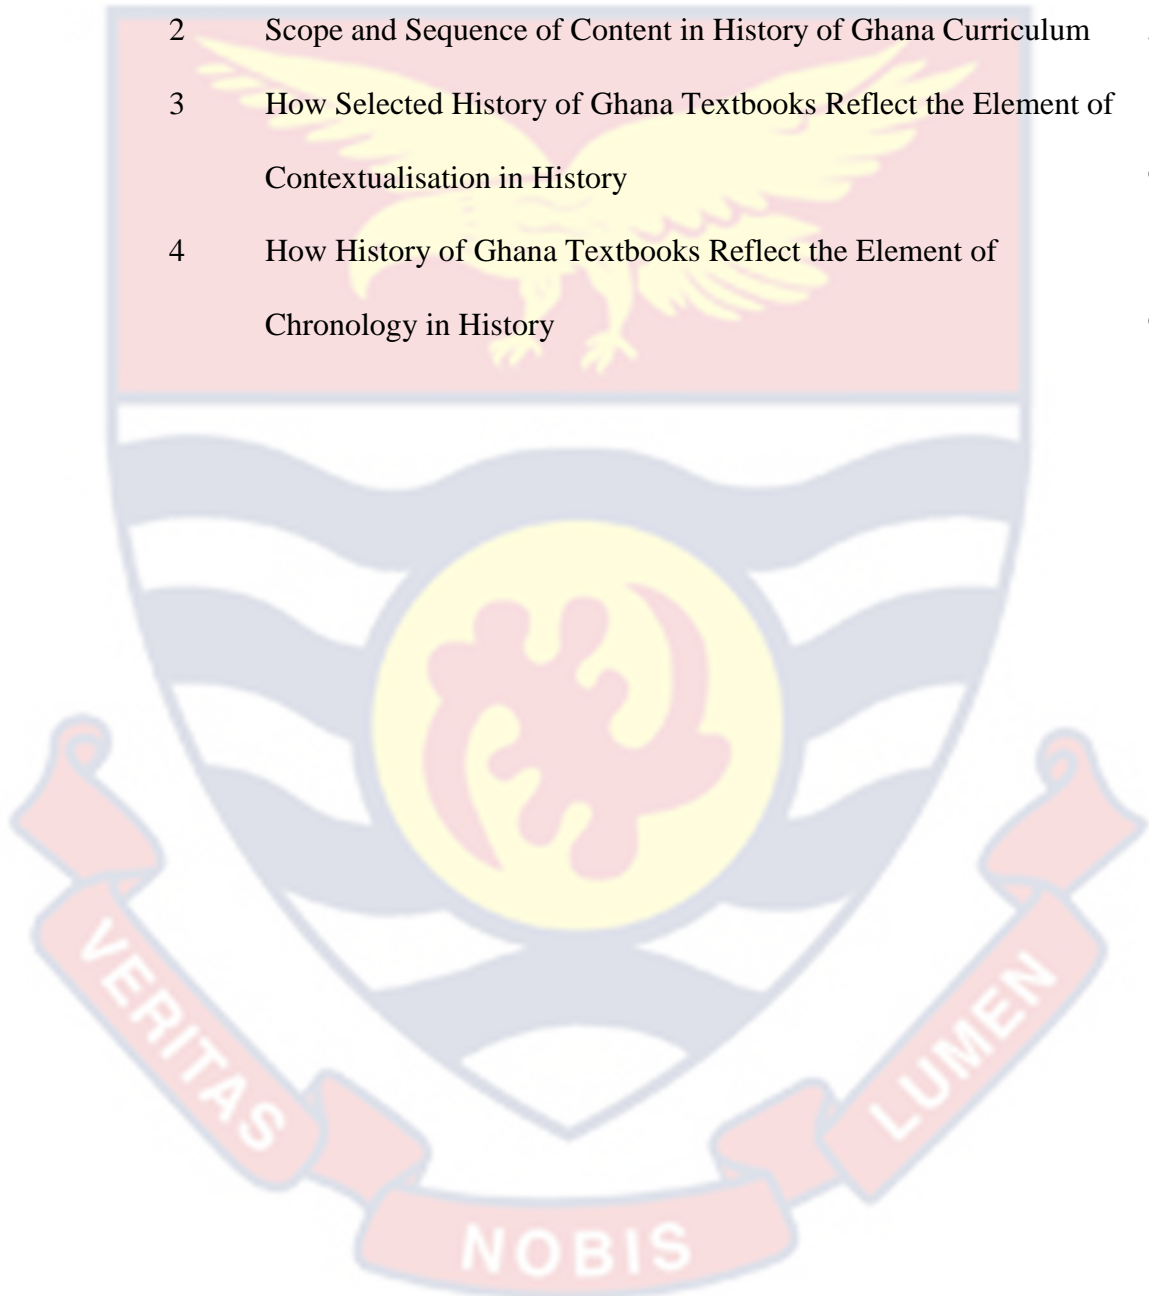 2 Scope and Sequence of Content in History of Ghana Curriculum
3 How Selected History of Ghana Textbooks Reflect the Element of
Contextualisation in History
4 How History of Ghana Textbooks Reflect the Element of
Chronology in History
VERITAS
NOBIS
LUMEN